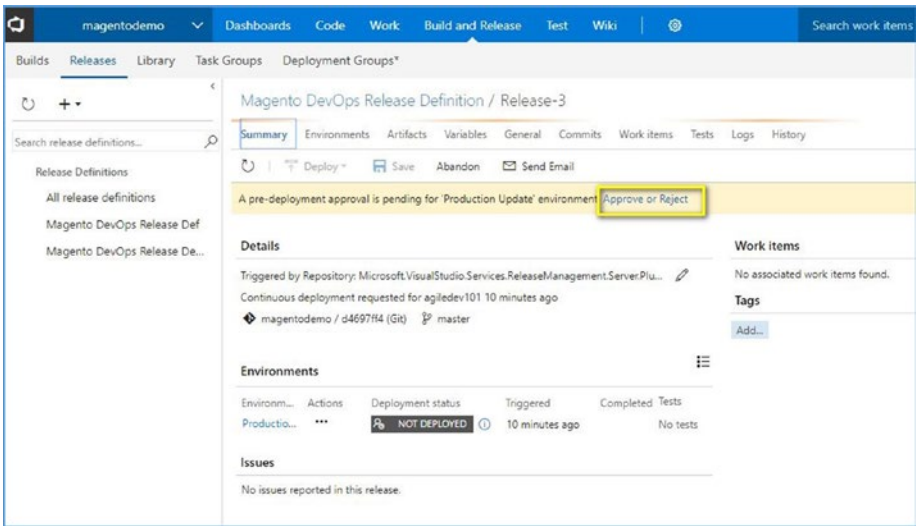 magentodemo Dashboards Code Work Build and Release Test Wiki Search work items
Builds Releases Library Task Groups Deployment Groups*
Search release definitions...
Release Definitions
All release definitions
Magento DevOps Release Def
Magento DevOps Release De...
Magento DevOps Release Definition / Release-3
Summary Environments Artifacts Variables General Commits Work items Tests Logs History
Deploy Save Abandon Send Email
A pre-deployment approval is pending for 'Production Update' environment Approve or Reject
Details
Triggered by Repository: Microsoft.VisualStudio.Services.ReleaseManagement.Server.Plu...
Continuous deployment requested for agiledev101 10 minutes ago
magentodemo / d4697ff4 (Git) master
Environments
Environm... Actions Deployment status Triggered Completed Tests
Productio... ••• NOT DEPLOYED 10 minutes ago No tests
Issues
No issues reported in this release.
Work items
No associated work items found.
Tags
Add...